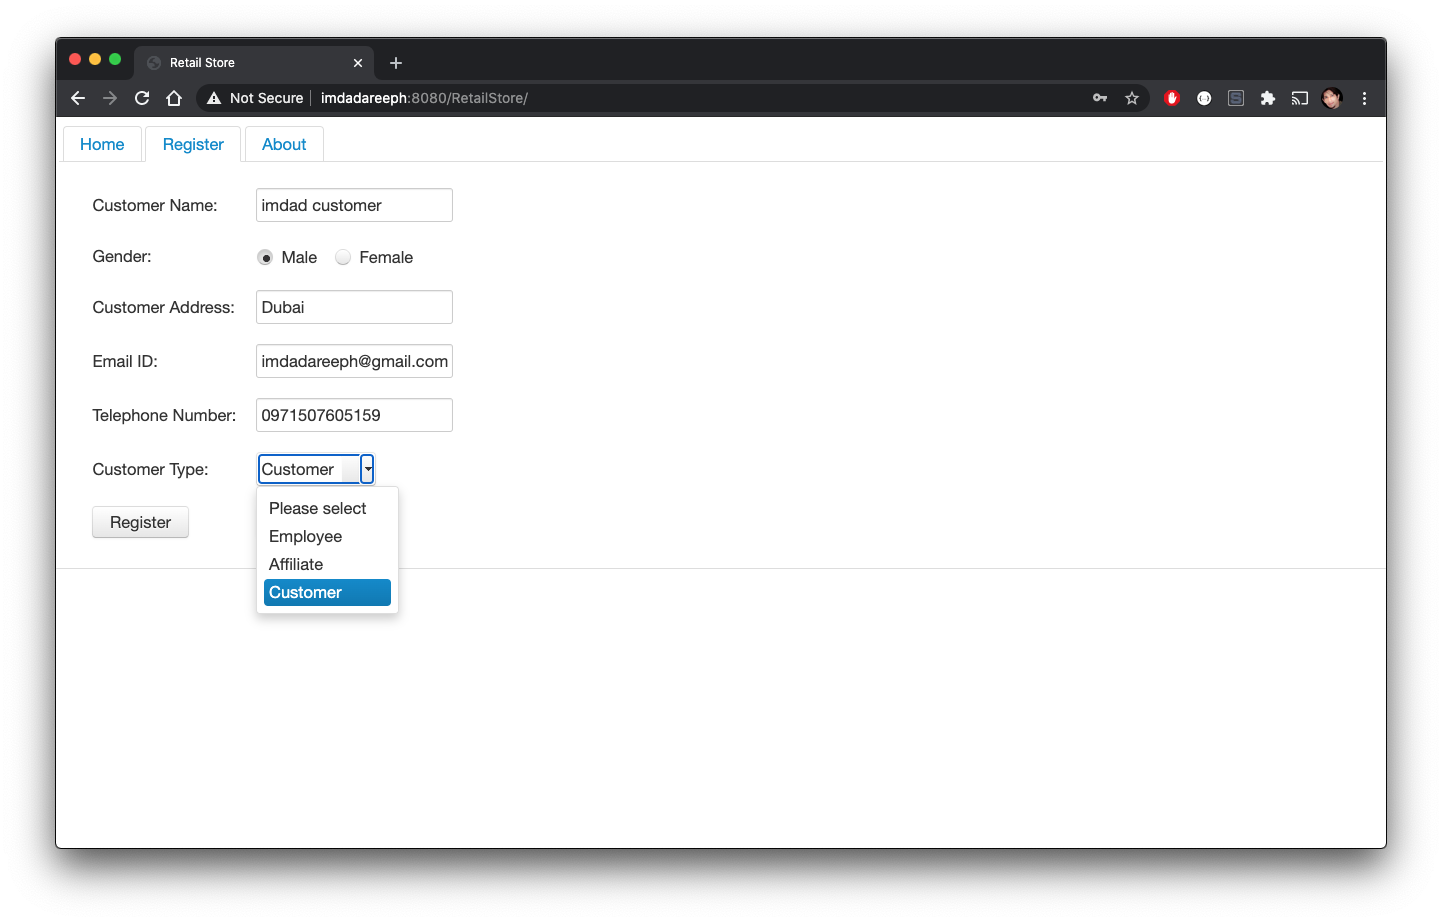 Retail Store
Not Secure imdadareeph:8080/RetailStore/
Home Register About
Customer Name: imdad customer
Gender: Male Female
Customer Address: Dubai
Email ID: imdadareeph@gmail.com
Telephone Number: 0971507605159
Customer Type: Customer
Please select
Register
Employee
Affiliate
Customer